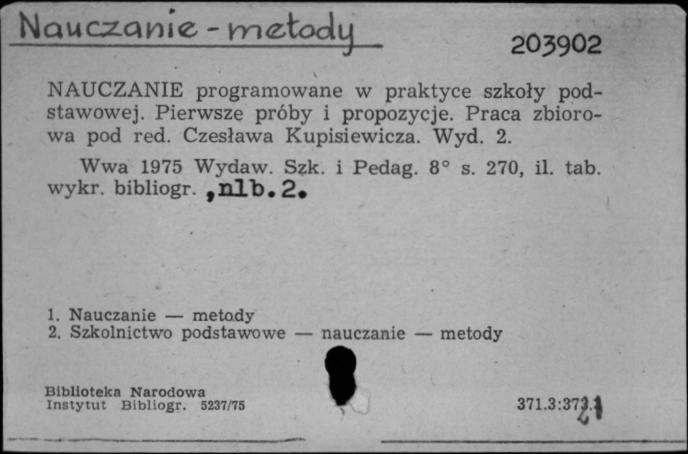 Nauczanie - metody
203902
NAUCZANIE programowane w praktyce szkoły pod-
stawowej. Pierwsze próby i propozycje. Praca zbioro-
wa pod red. Czesława Kupisiewicza. Wyd. 2.
Wwa 1975 Wydaw. Szk. i Pedag. 8° s. 270, il. tab.
wykr. bibliogr. , nlb. 2.
1. Nauczanie — metody
2. Szkolnictwo podstawowe — nauczanie — metody
Biblioteka Narodowa
Instytut Bibliogr. 5237/75
371.3: